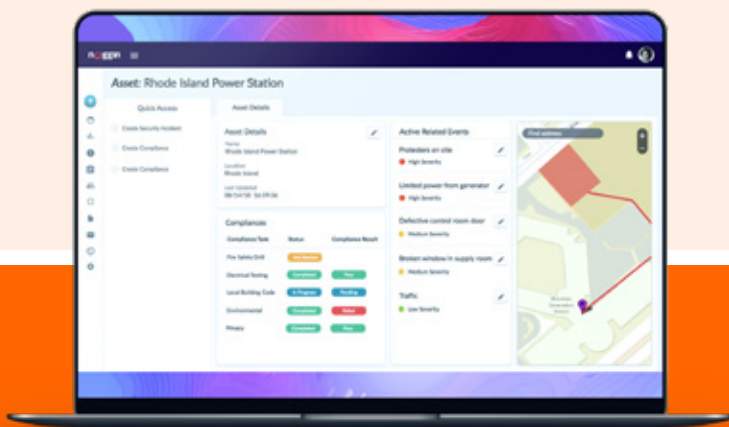 Asset: Rhode Island Power Station
Quick Access
Create Security Incident
Create Compliance
Create Compliance
Asset Details
Asset Details
Name
Rhode Island Power Station
Location
Rhode Island
Last Updated
Compliances
Compliance Task Status Compliance Result
Fire Safety Drill
Electrical Testing Completed Pass
Local Building Code In Progress Pending
Environmental Completed Failed
Privacy Completed Pass
Active Related Events
Protesters on site
High Severity
Limited power from generator
High Severity
Defective control room door
Medium Severity
Broken window in supply room
Medium Severity
Traffic
Low Severity
Find address